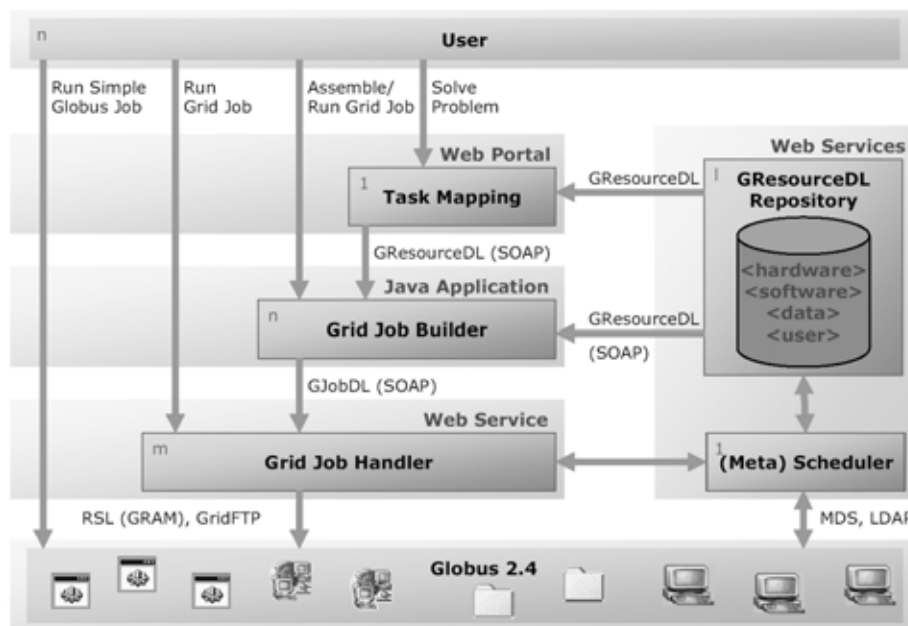 n
User
Run Simple
Globus Job
Run
Grid Job
Assemble/
Run Grid Job
Solve
Problem
Web Portal
1
Task Mapping
GResourceDL
Web Services
l
GResourceDL
Repository
<hardware>
<software>
<data>
<user>
GResourceDL (SOAP)
Java Application
n
Grid Job Builder
GResourceDL
(SOAP)
GJobDL (SOAP)
Web Service
m
Grid Job Handler
1
(Meta) Scheduler
RSL (GRAM), GridFTP
MDS, LDAP
Globus 2.4